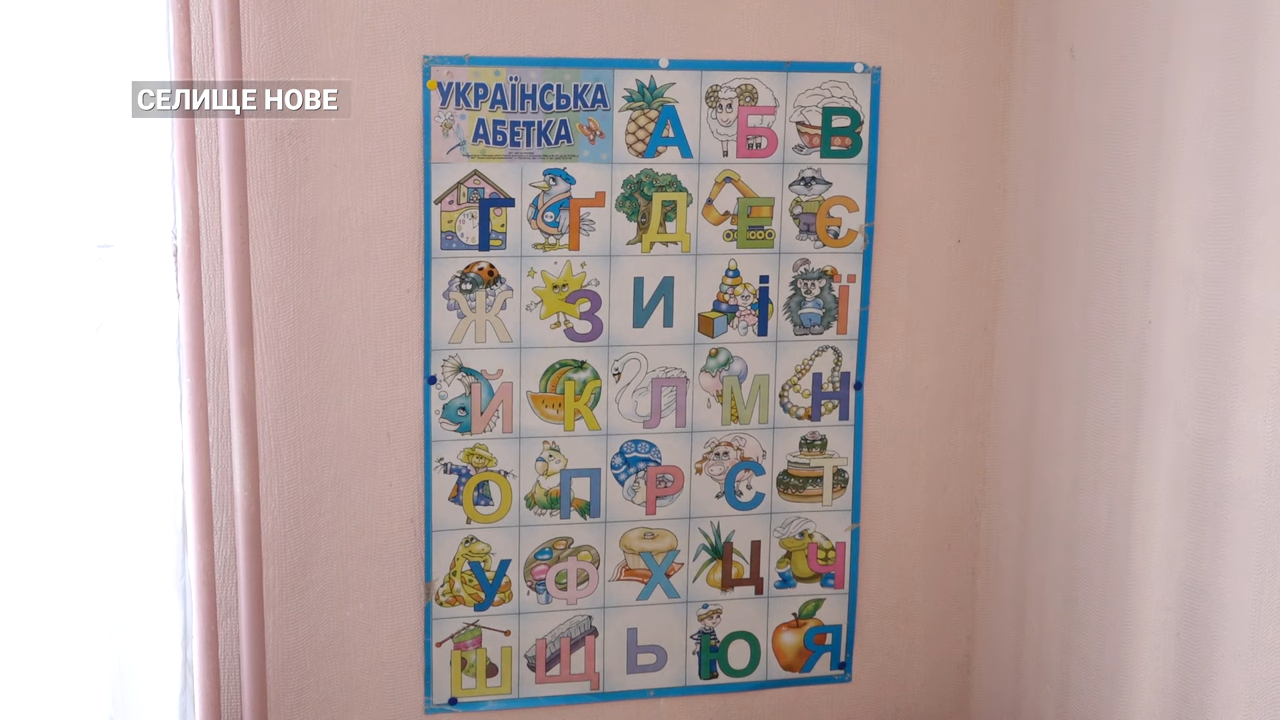 СЕЛИЩЕ НОВЕ
УКРАЇНСЬКА
АБЕТКА
А Б В
Г Ґ Д Е Є
Ж З И І Ї
Й К Л М Н
О П Р С Т
У Ф Х Ц Ч
Ш Щ Ь Ю Я